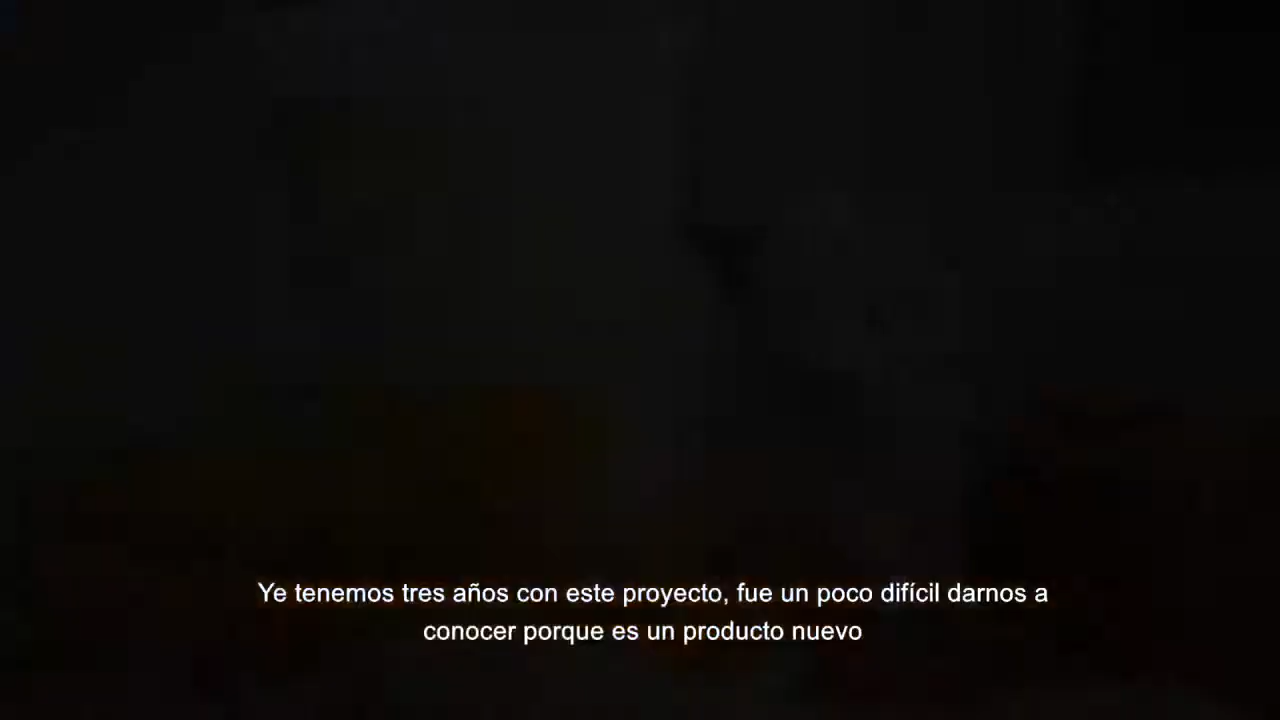 Ye tenemos tres años con este proyecto, fue un poco difícil darnos a
conocer porque es un producto nuevo